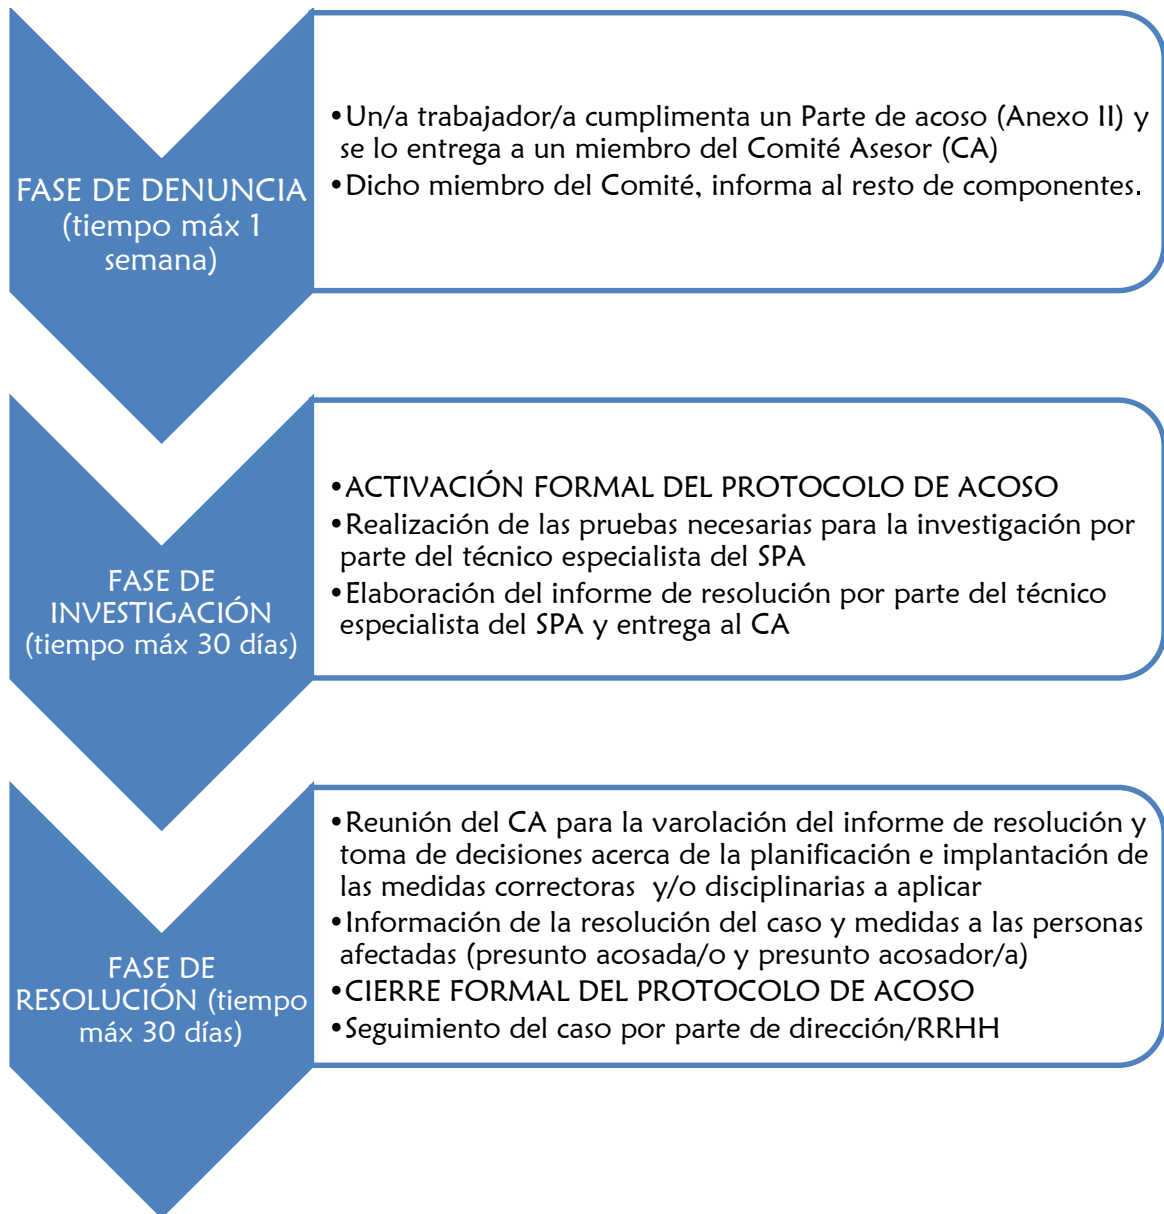 FASE DE DENUNCIA
(tiempo máx 1
semana)
•Un/a trabajador/a cumplimenta un Parte de acoso (Anexo II) y
se lo entrega a un miembro del Comité Asesor (CA)
•Dicho miembro del Comité, informa al resto de componentes.
FASE DE
INVESTIGACIÓN
(tiempo máx 30 días)
•ACTIVACIÓN FORMAL DEL PROTOCOLO DE ACOSO
•Realización de las pruebas necesarias para la investigación por
parte del técnico especialista del SPA
•Elaboración del informe de resolución por parte del técnico
especialista del SPA y entrega al CA
FASE DE
RESOLUCIÓN (tiempo
máx 30 días)
•Reunión del CA para la varolación del informe de resolución y
toma de decisiones acerca de la planificación e implantación de
las medidas correctoras y/o disciplinarias a aplicar
•Información de la resolución del caso y medidas a las personas
afectadas (presunto acosada/o y presunto acosador/a)
•CIERRE FORMAL DEL PROTOCOLO DE ACOSO
•Seguimiento del caso por parte de dirección/RRHH